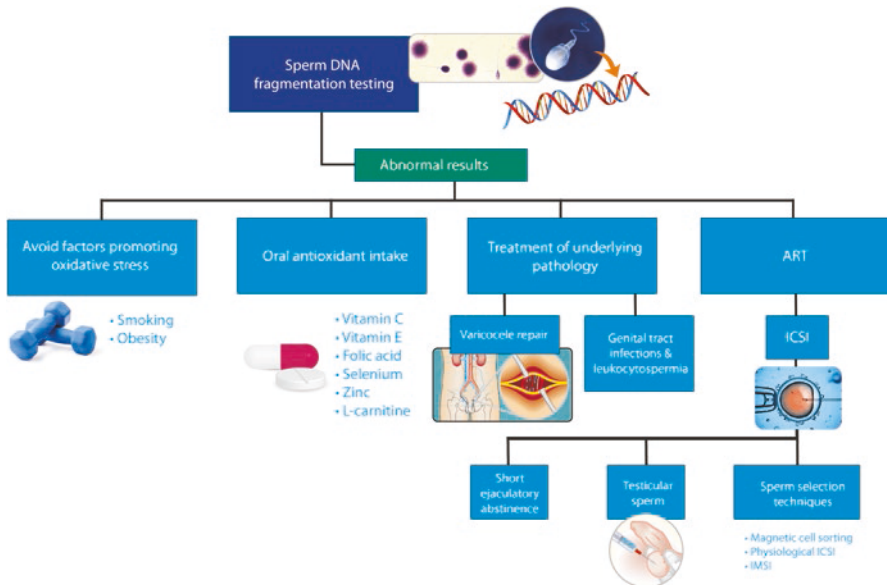 Sperm DNA
fragmentation testing
Abnormal results
Avoid factors promoting
oxidative stress
Oral antioxidant intake
Treatment of underlying
pathology
ART
• Smoking
• Obesity
• Vitamin C
• Vitamin E
• Folic acid
• Selenium
• Zinc
• L-carnitine
Varicocele repair
Genital tract
infections &
leukocytospermia
ICSI
Short
ejaculatory
abstinence
Testicular
sperm
Sperm selection
techniques
• Magnetic cell sorting
• Physiological ICSI
• IMSI